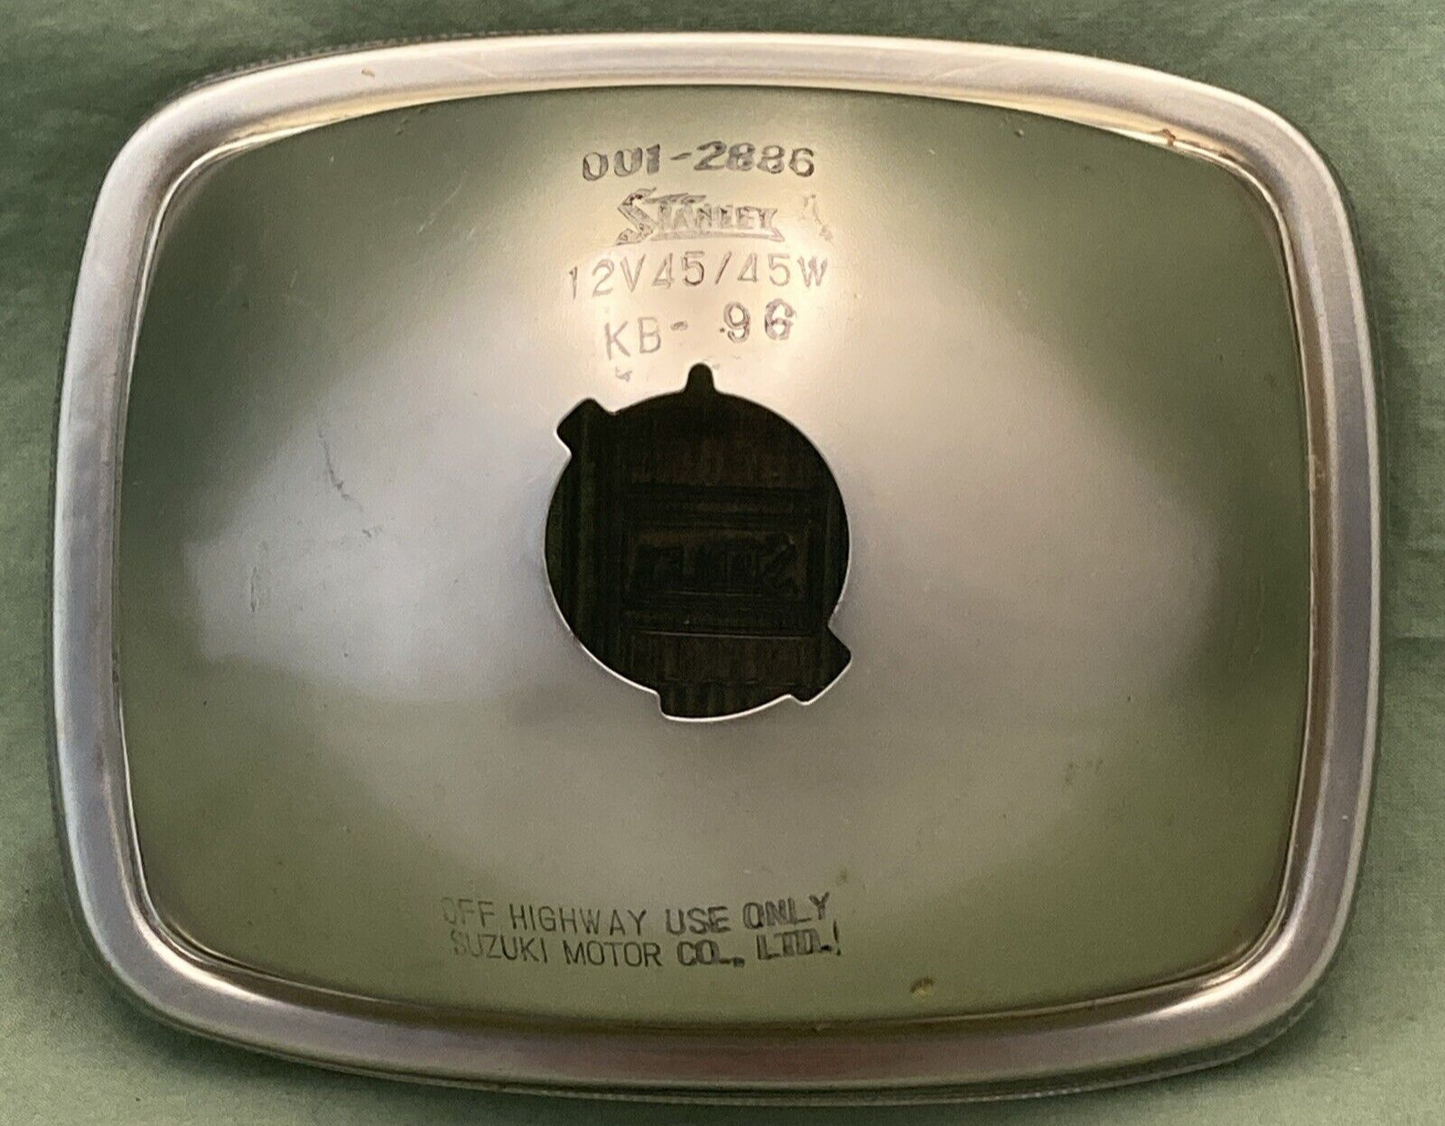 001-2886
STANLEY
12V45/45W
KB- 96
OFF HIGHWAY USE ONLY
SUZUKI MOTOR CO., LTD.